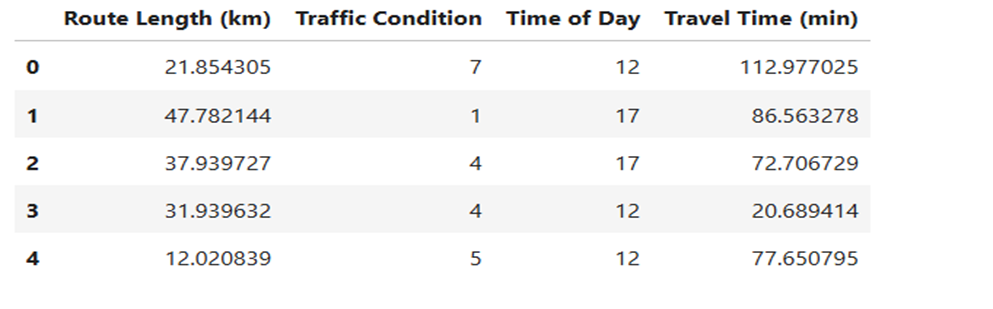 Route Length (km) Traffic Condition Time of Day Travel Time (min)
0 21.854305 7 12 112.977025
1 47.782144 1 17 86.563278
2 37.939727 4 17 72.706729
3 31.939632 4 12 20.689414
4 12.020839 5 12 77.650795